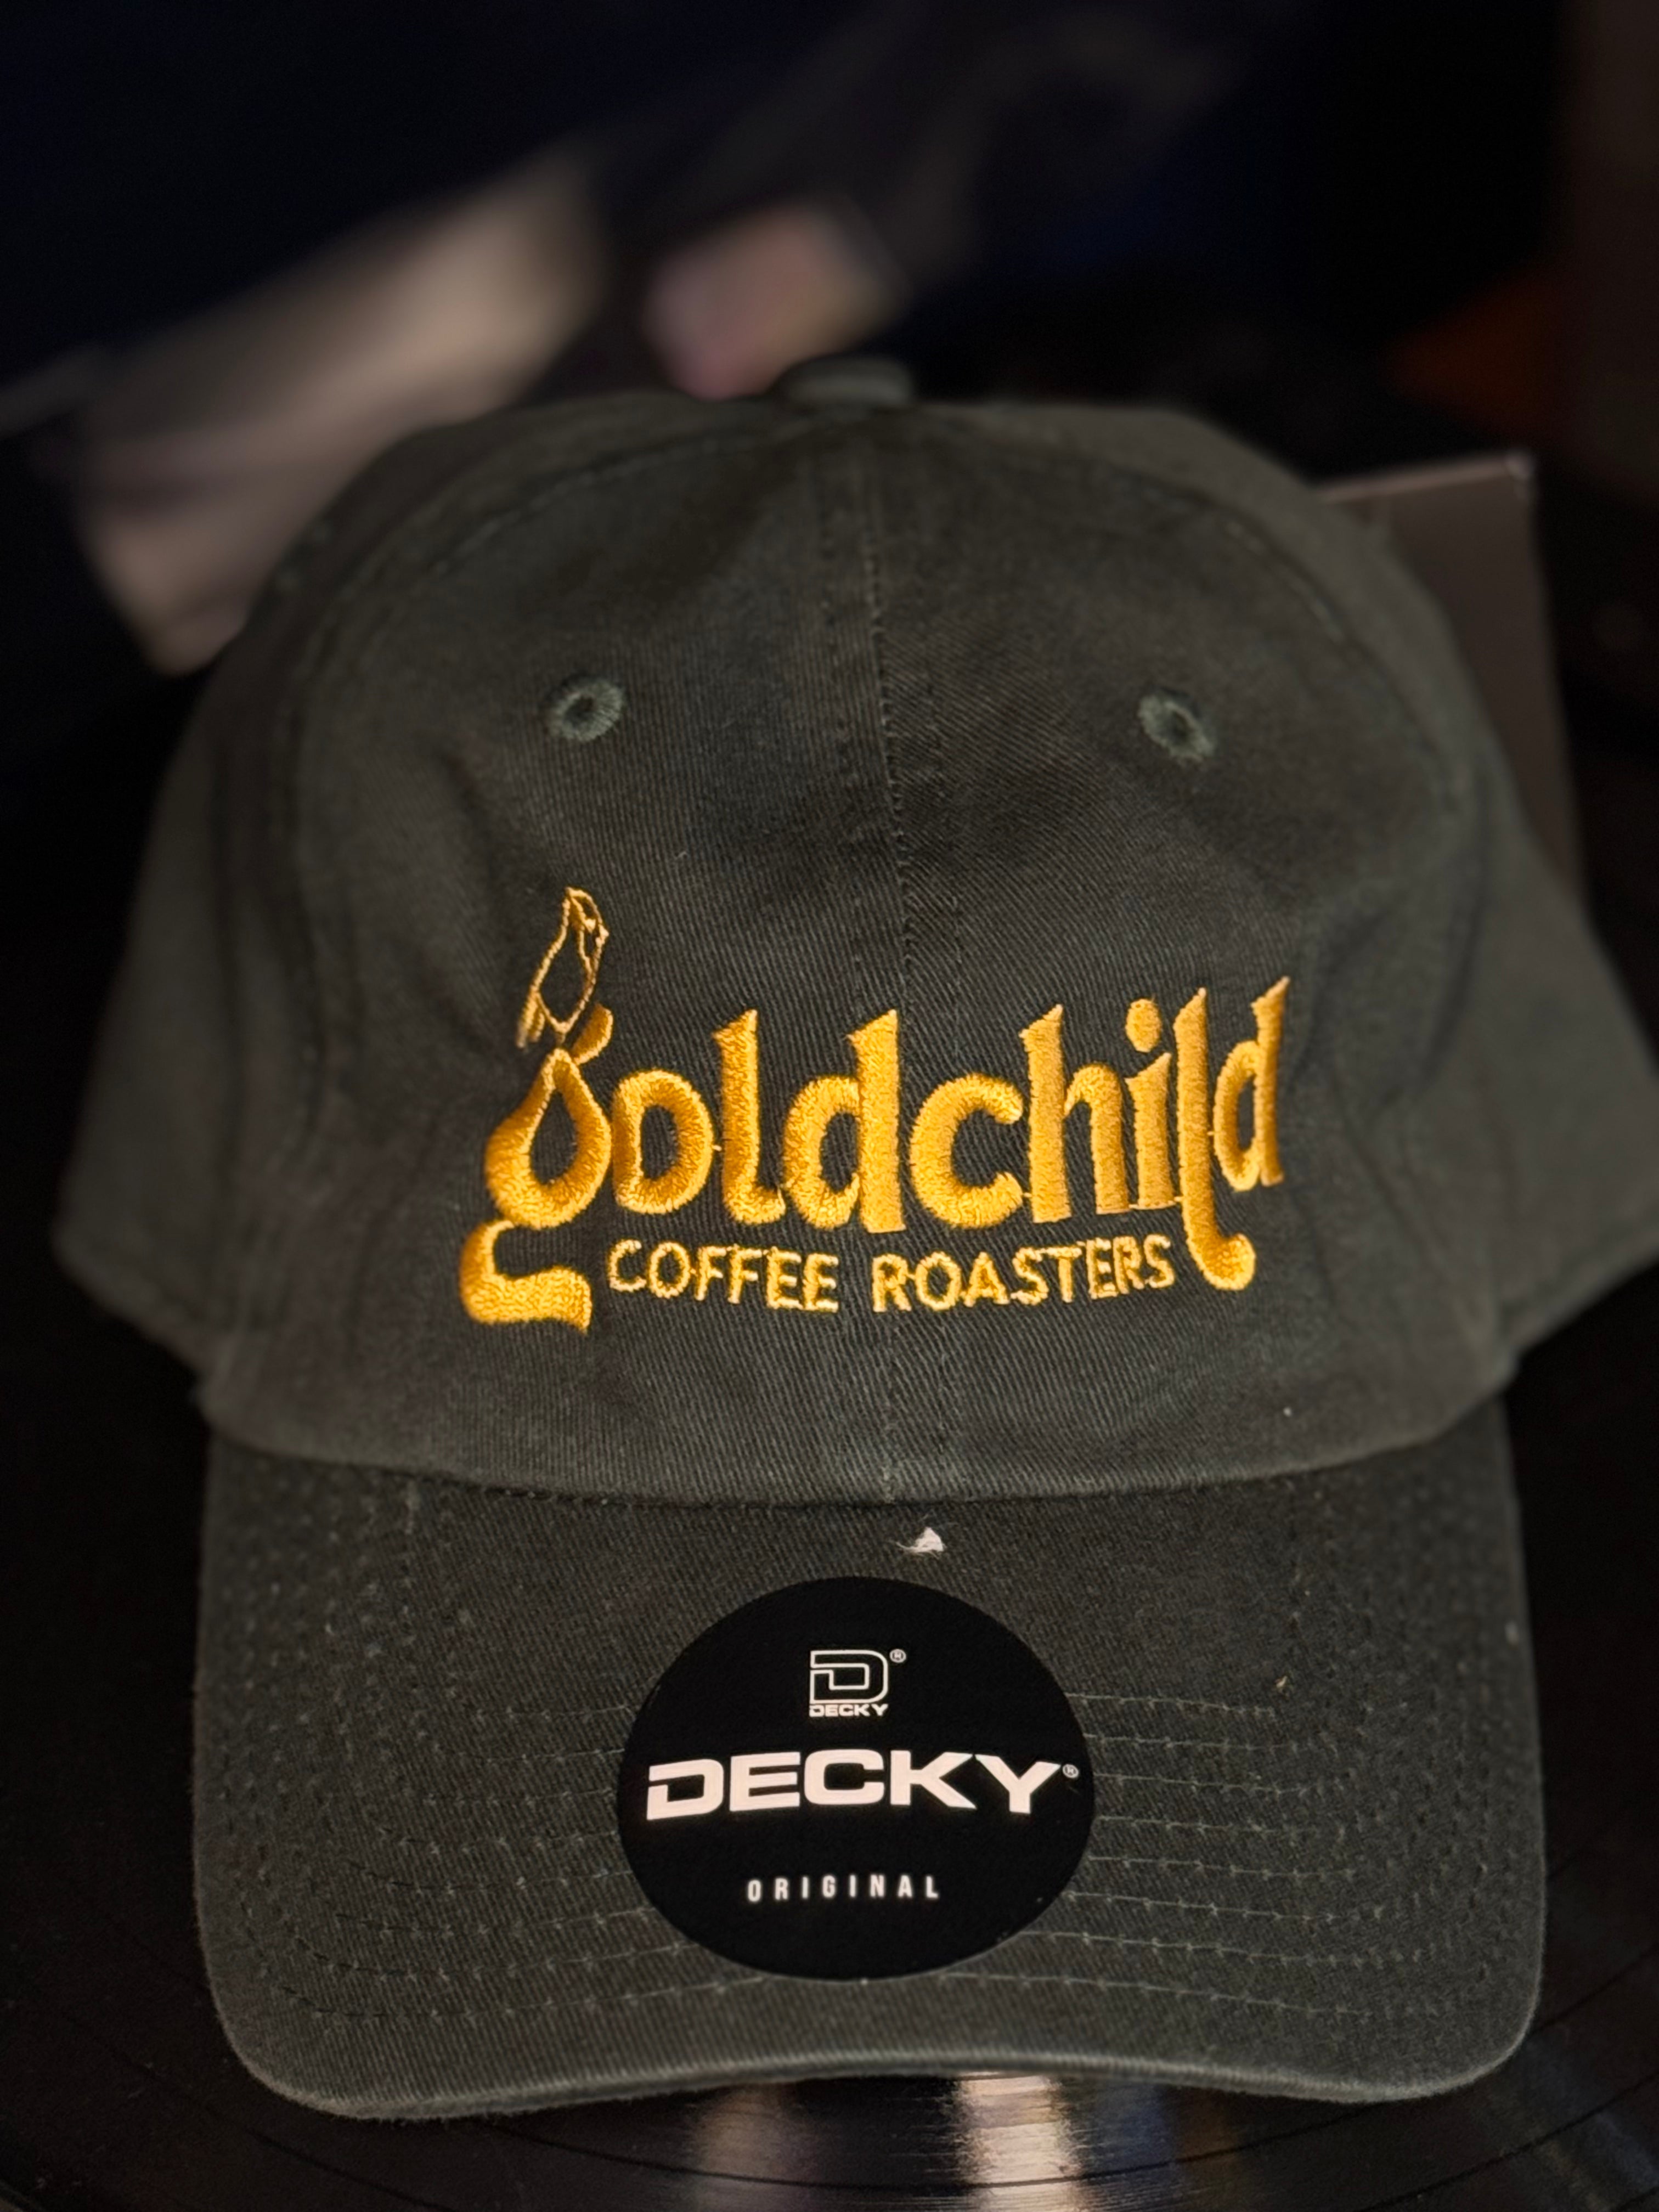 goldchild
COFFEE ROASTERS
D®
DECKY
DECKY®
ORIGINAL